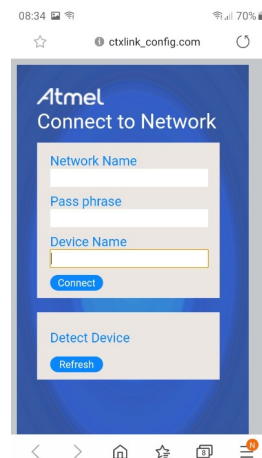 08:34 70%
ctxlink_config.com
Atmel
Connect to Network
Network Name
Pass phrase
Device Name
Connect
Detect Device
Refresh
8 N